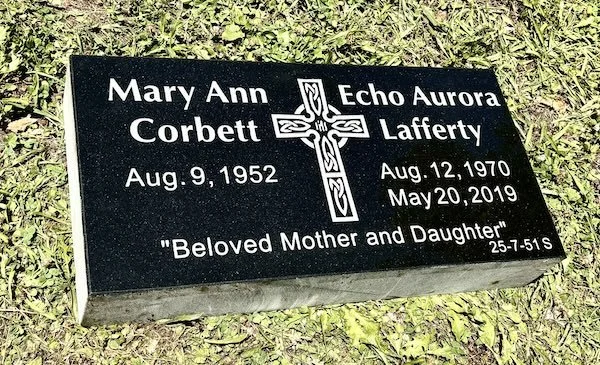 Mary Ann
Corbett
Aug. 9, 1952
Echo Aurora
Lafferty
Aug. 12, 1970
May 20, 2019
"Beloved Mother and Daughter"
25-7-51 S